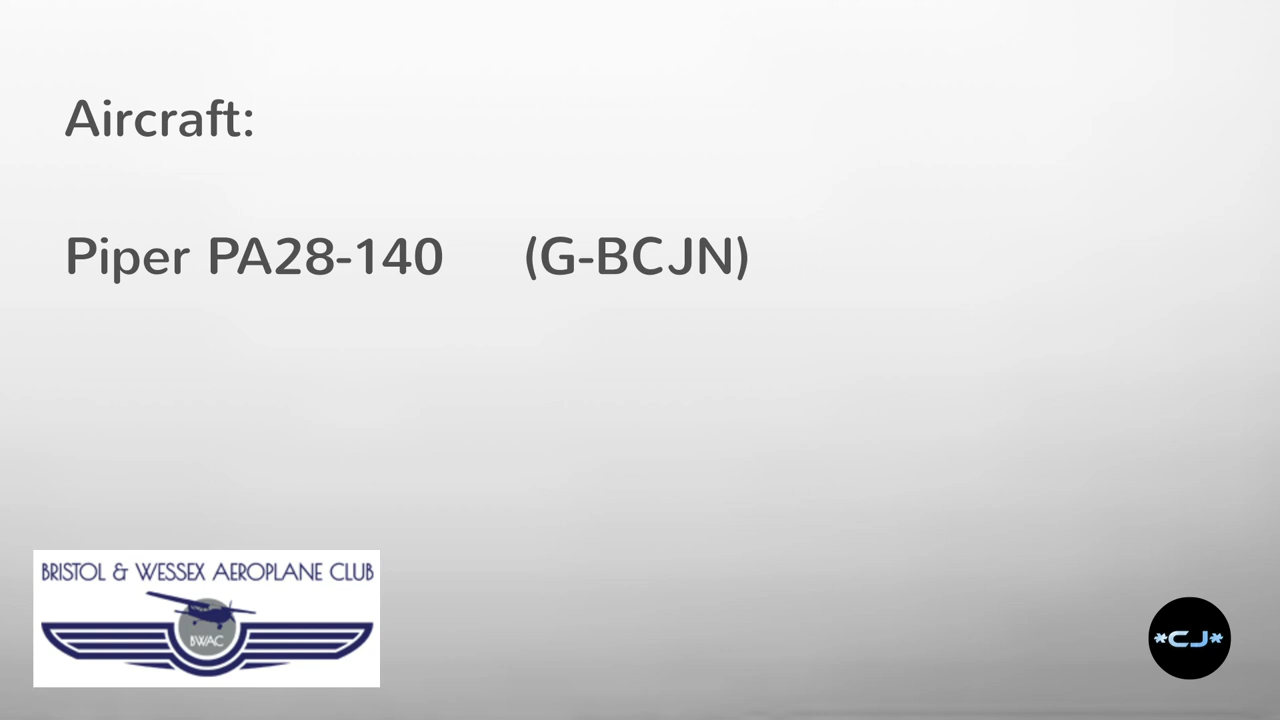 Aircraft:
Piper PA28-140 (G-BCJN)
BRISTOL & WESSEX AEROPLANE CLUB
BWAC
*CJ*